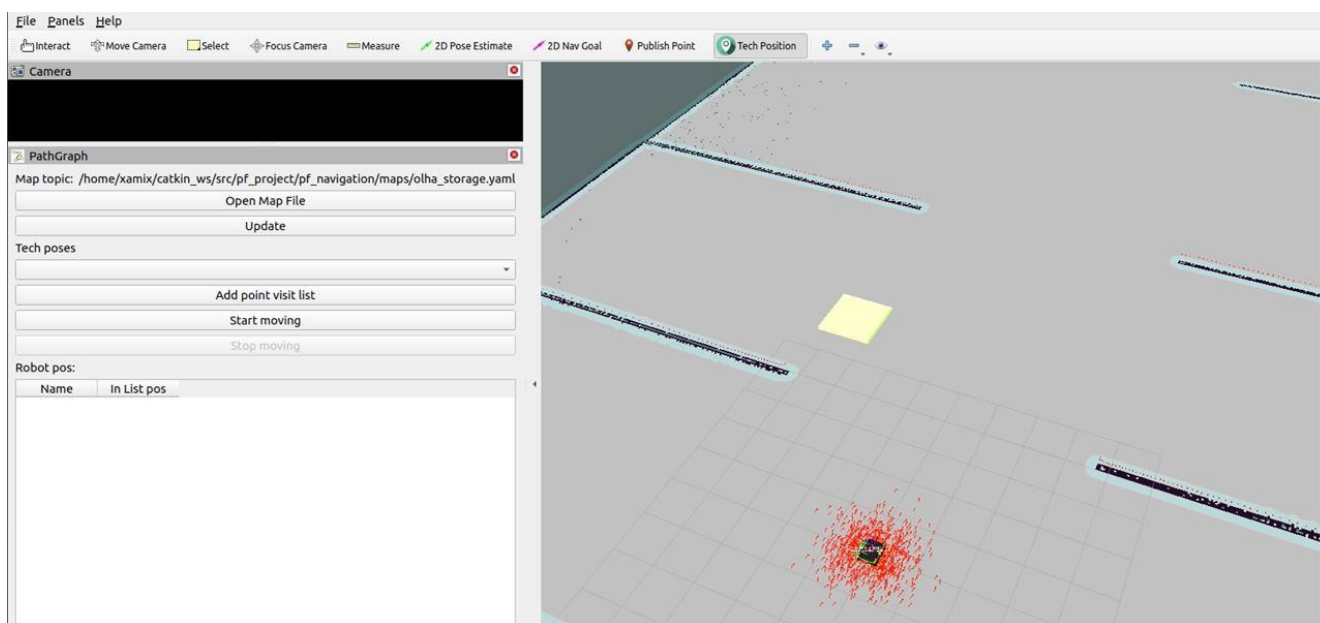 File Panels Help
Interact Move Camera Select Focus Camera Measure 2D Pose Estimate 2D Nav Goal Publish Point Tech Position
Camera
PathGraph
Map topic: /home/xamix/catkin_ws/src/pf_project/pf_navigation/maps/olha_storage.yaml
Open Map File
Update
Tech poses
Add point visit list
Start moving
Stop moving
Robot pos:
Name In List pos